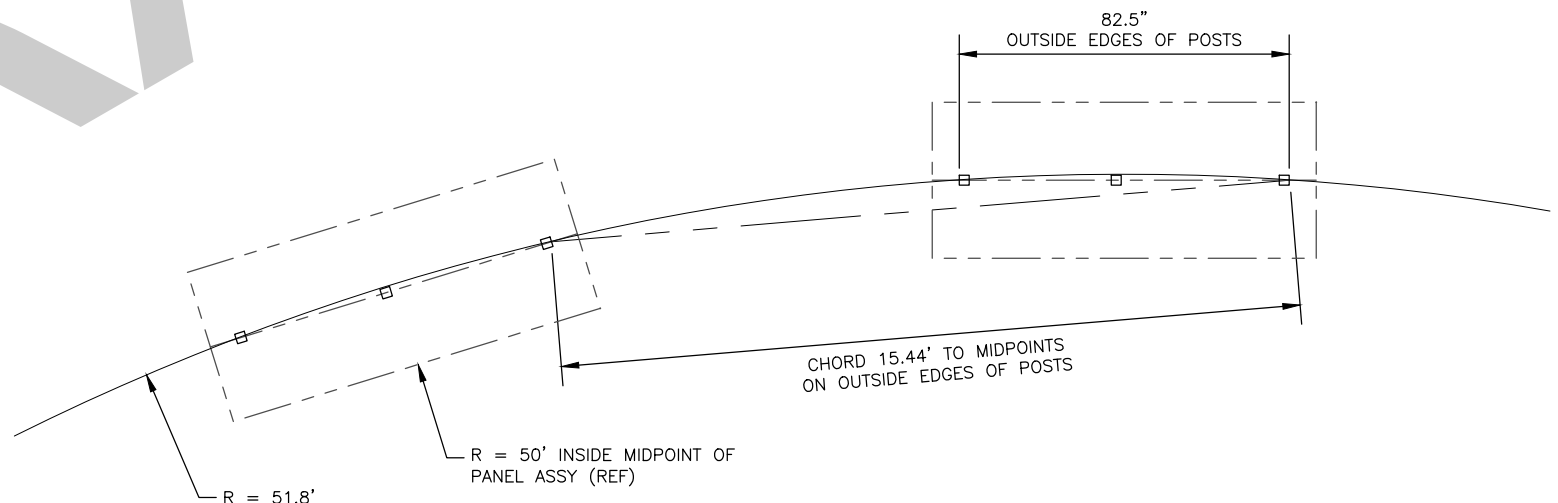 82.5”
OUTSIDE EDGES OF POSTS
CHORD 15.44’ TO MIDPOINTS
ON OUTSIDE EDGES OF POSTS
R = 50’ INSIDE MIDPOINT OF
PANEL ASSY (REF)
R = 51.8’